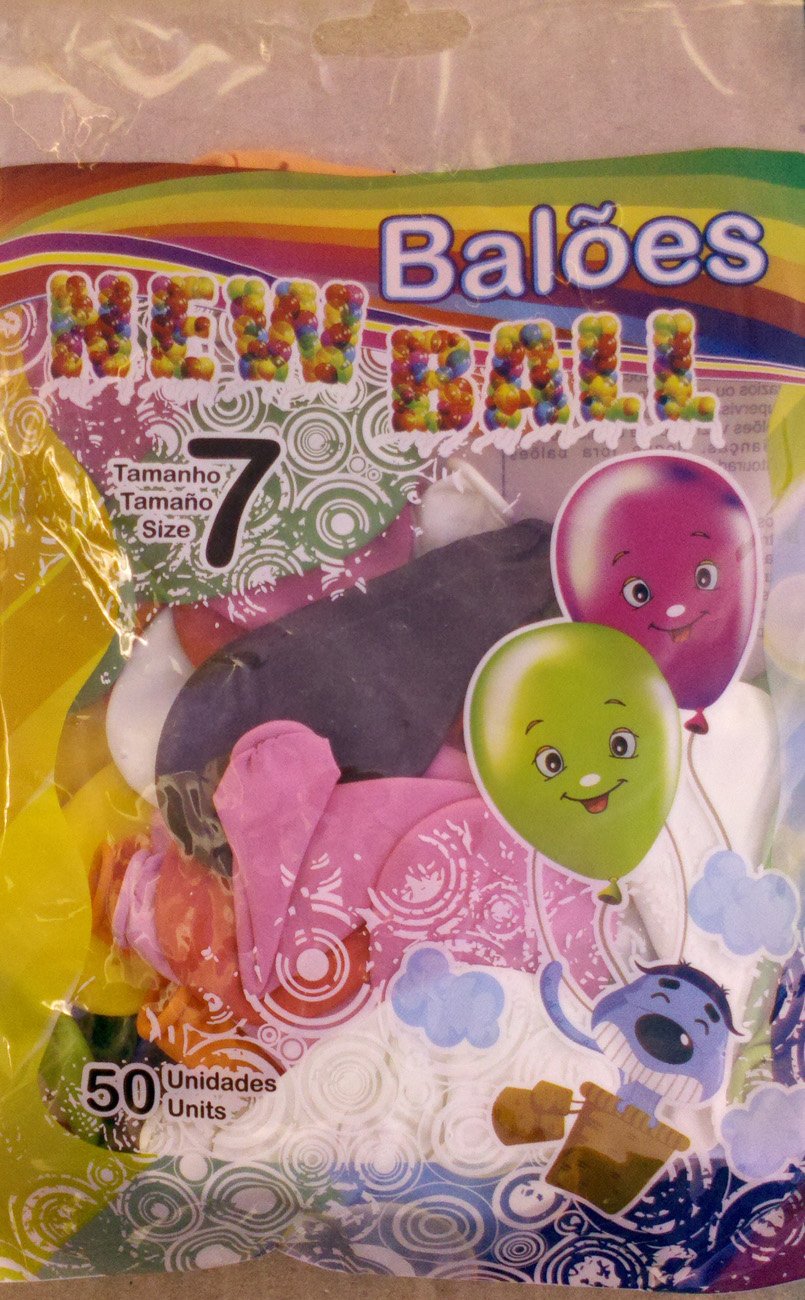 Balões
NEW
BALL
Tamanho
Tamaño
Size
7
50
Unidades
Units